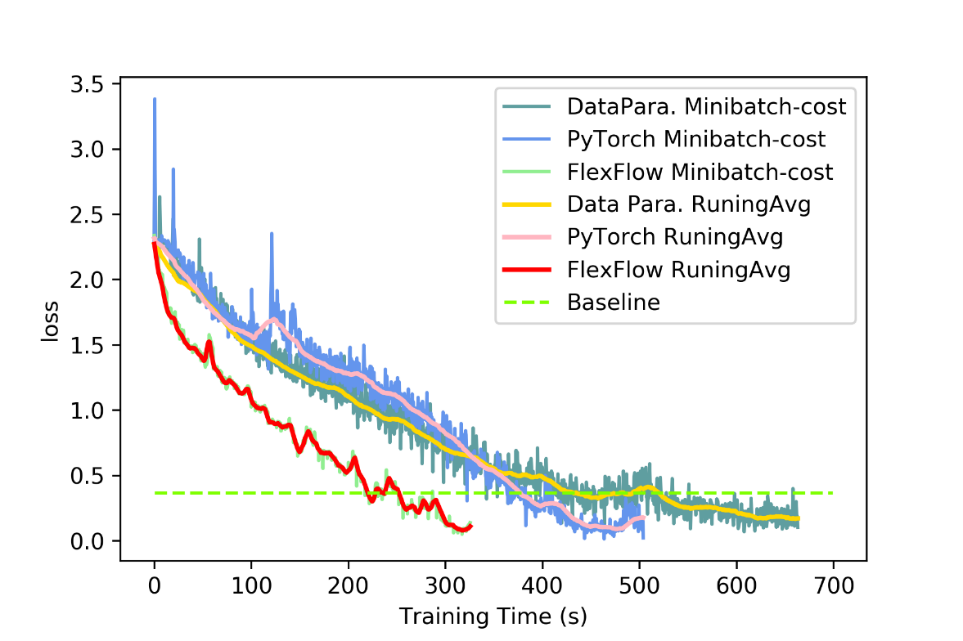 3.5
3.0
2.5
2.0
1.5
1.0
0.5
0.0
loss
DataPara. Minibatch-cost
PyTorch Minibatch-cost
FlexFlow Minibatch-cost
Data Para. RuningAvg
PyTorch RuningAvg
FlexFlow RuningAvg
Baseline
0 100 200 300 400 500 600 700
Training Time (s)